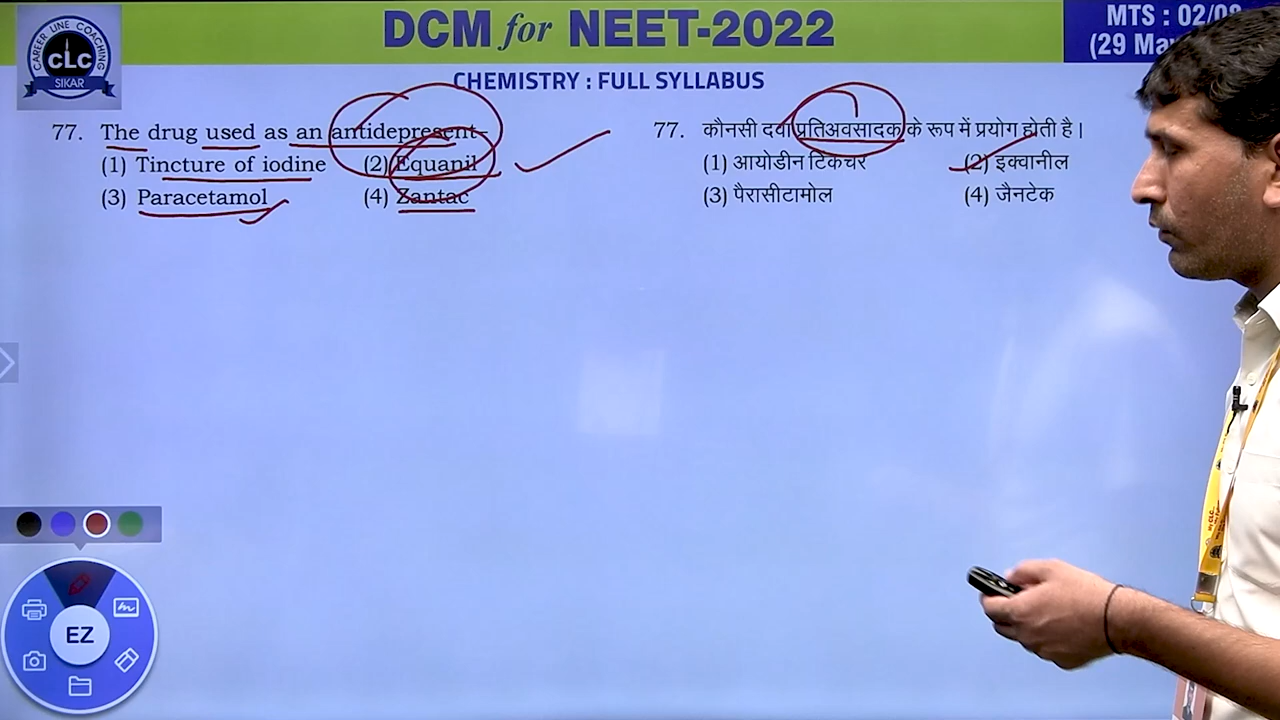 CAREER LINE COACHING
CLC
SIKAR
DCM for NEET-2022
MTS : 02/08
(29 May
CHEMISTRY : FULL SYLLABUS
77. The drug used as an antidepresent-
(1) Tincture of iodine (2) Equanil
(3) Paracetamol (4) Zantac
77. कौनसी दवा प्रतिअवसादक के रूप में प्रयोग होती है।
(1) आयोडीन टिंकचर (2) इक्वानील
(3) पैरासीटामोल (4) जैनटेक
EZ